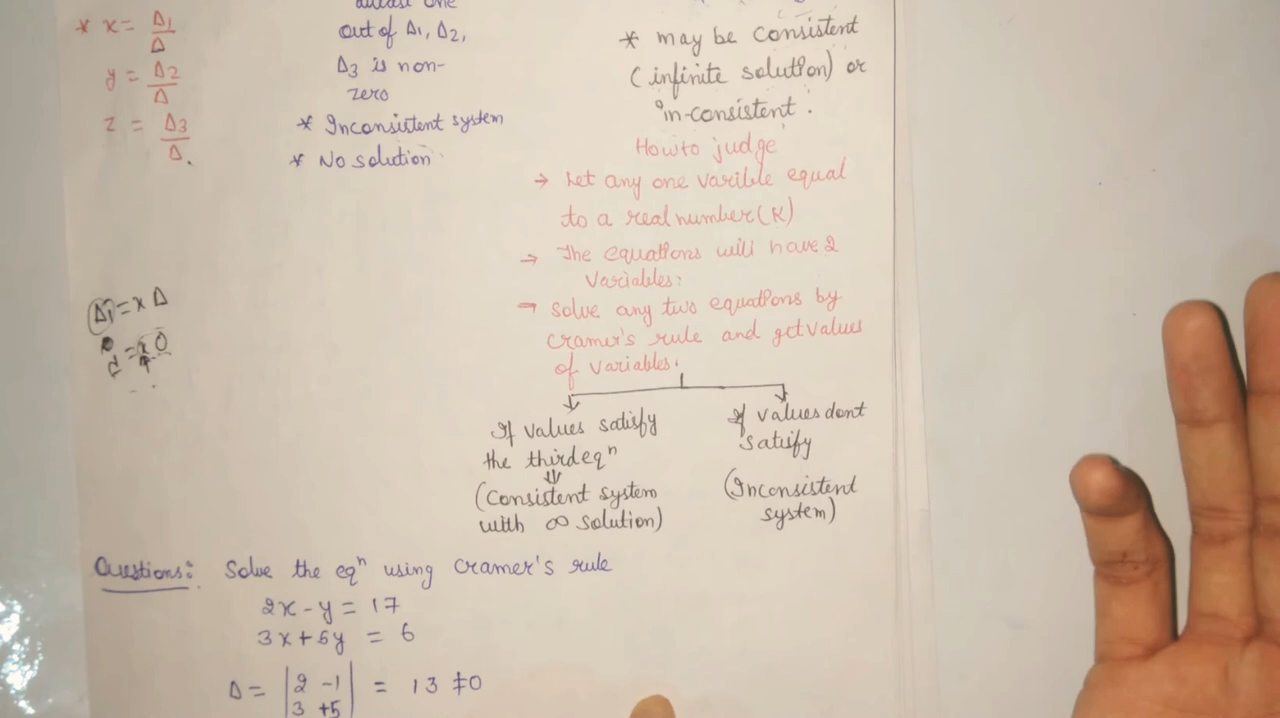 * x = Δ1/Δ
y = Δ2/Δ
z = Δ3/Δ.
atleast one
out of Δ1, Δ2,
Δ3 is non-
zero
* Inconsistent system
* No solution
* may be consistent
(infinite solution) or
in-consistent.
How to judge
→ Let any one varible equal
to a real number (K)
→ The equations will have 2
variables:
→ Solve any two equations by
cramer's rule and get values
of variables.
If values satisfy
the third eqⁿ
⇓
(Consistent system
with ∞ solution)
If values dont
satisfy
(Inconsistent
system)
Δ1 = x Δ
Questions: Solve the eqⁿ using Cramer's rule
2x - y = 17
3x + 5y = 6
Δ = |2 -1| = 13 ≠ 0
|3 +5|